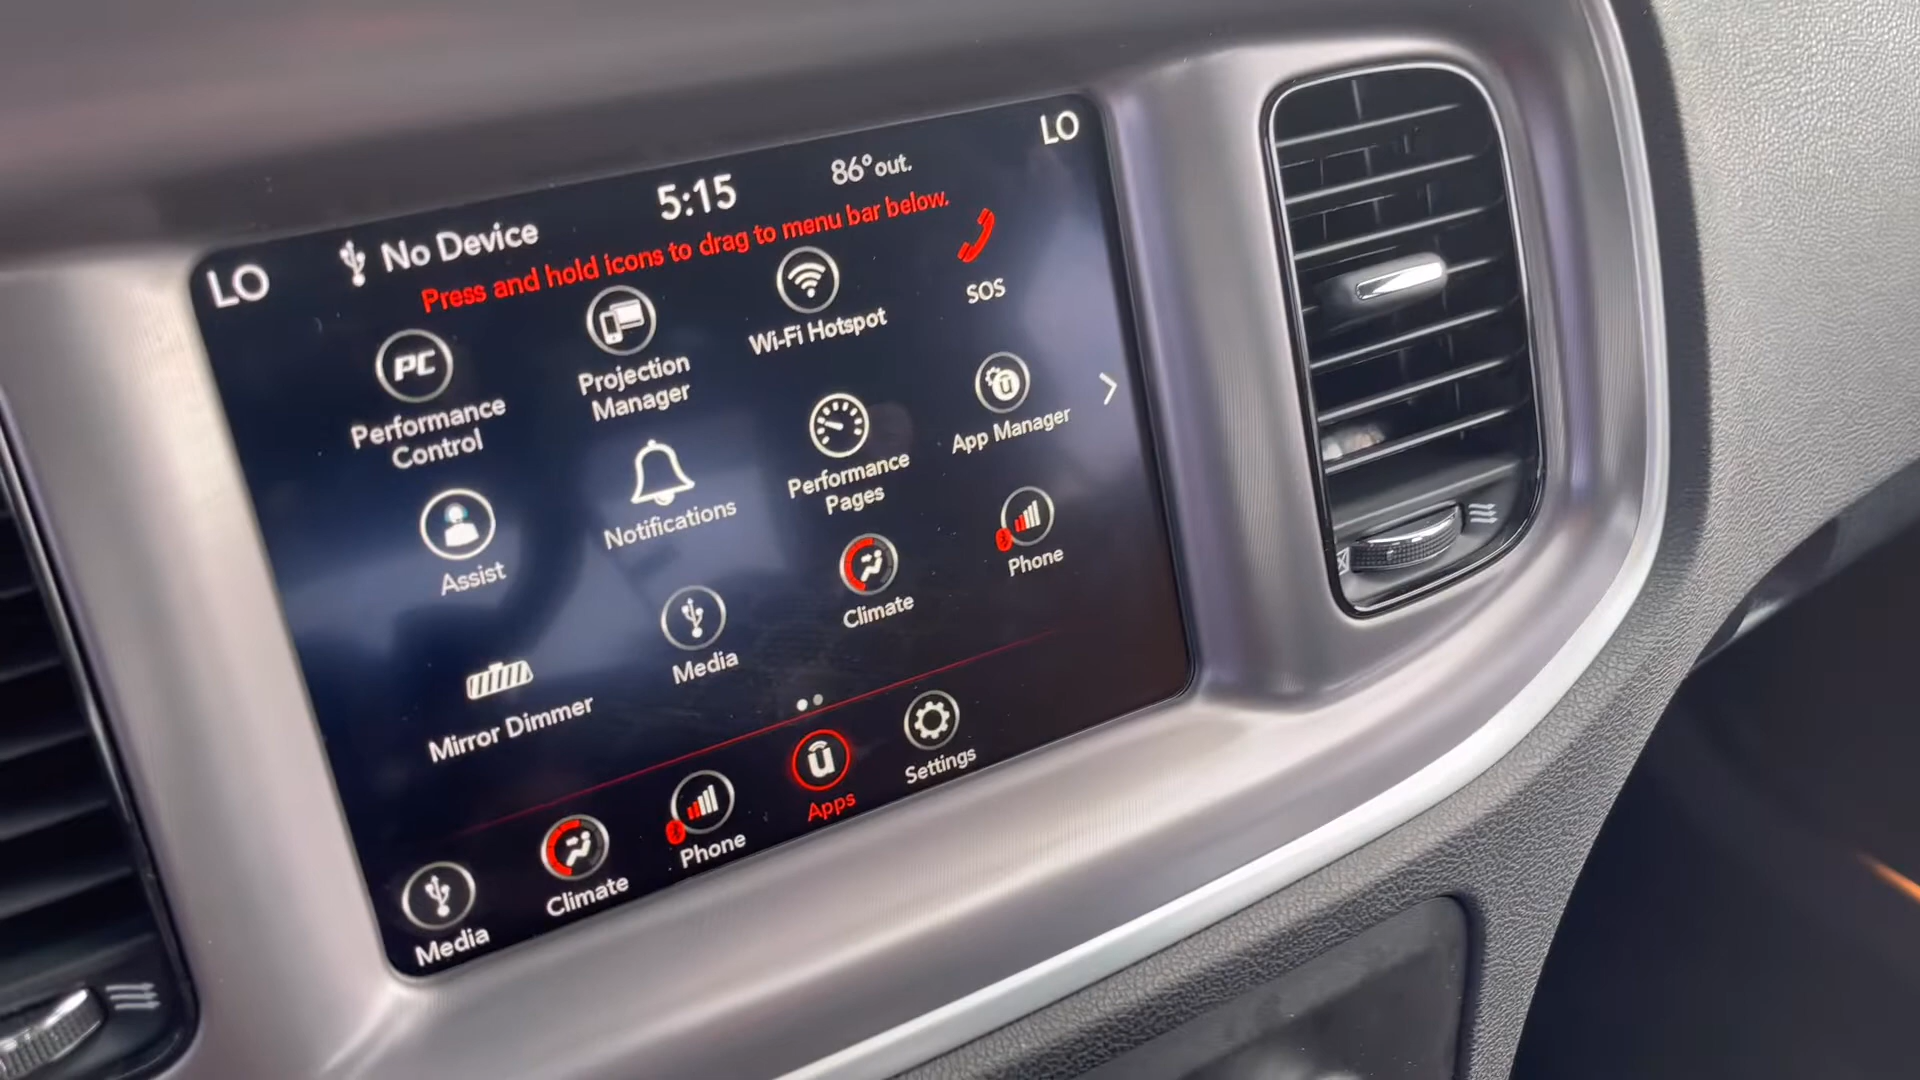 LO
No Device
5:15
86° out.
LO
Press and hold icons to drag to menu bar below.
PC
Performance
Control
Projection
Manager
Wi-Fi Hotspot
SOS
Assist
Notifications
Performance
Pages
App Manager
Mirror Dimmer
Media
Climate
Phone
Media
Climate
Phone
Apps
Settings